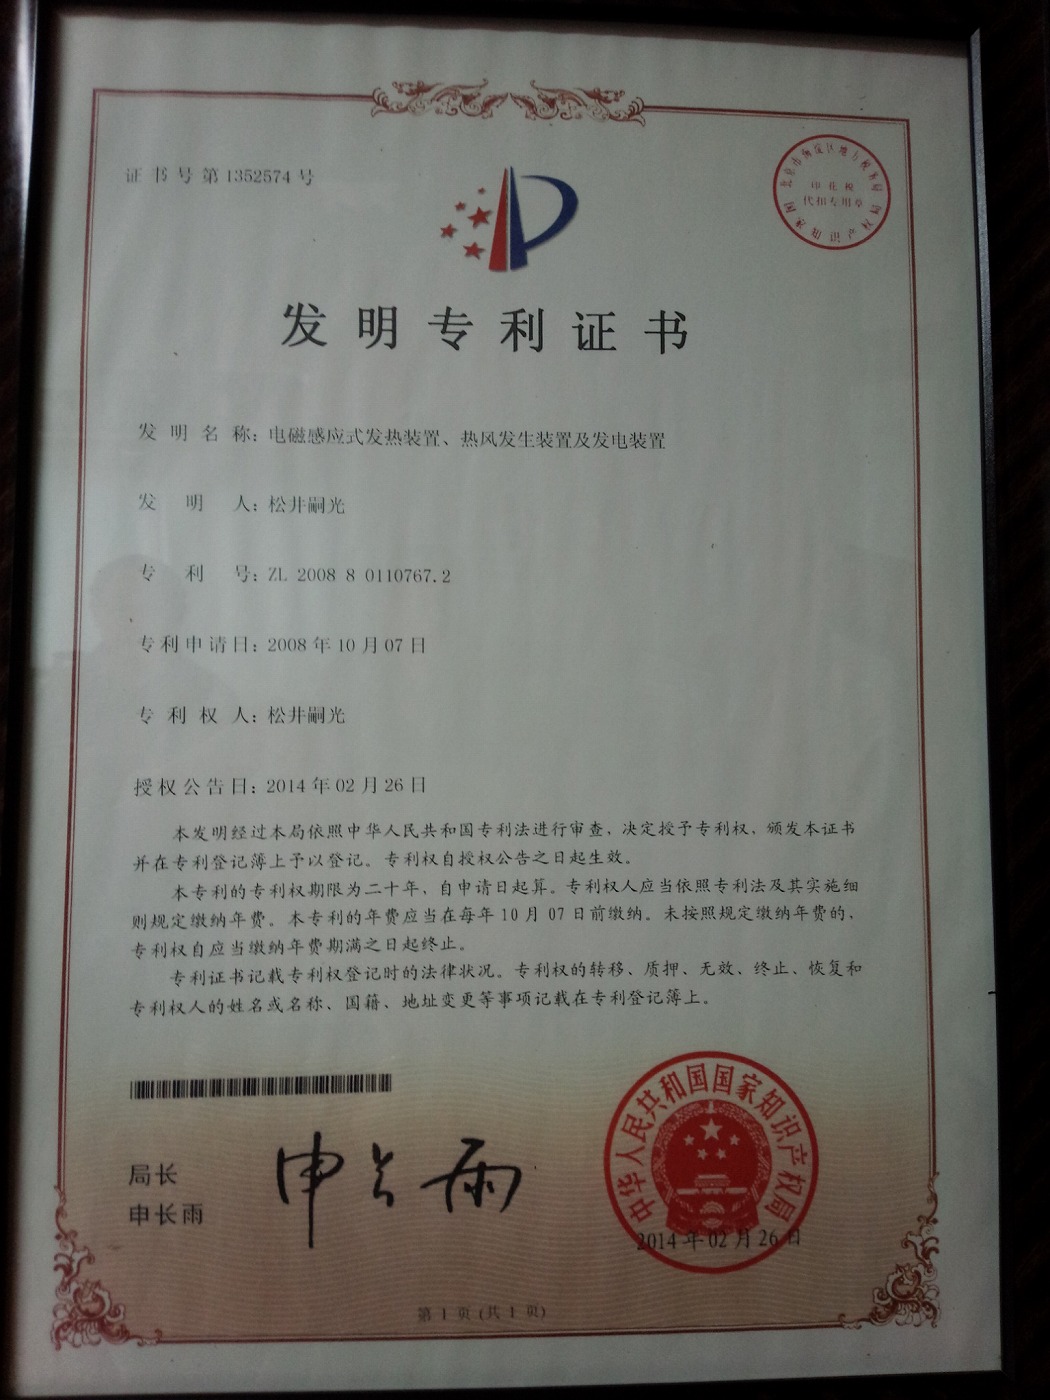 证书号第1352574号
印花税
代扣专用章
发明专利证书
发明名称：电磁感应式发热装置、热风发生装置及发电装置
发明人：松井嗣光
专利号：ZL 2008 8 0110767.2
专利申请日：2008年10月07日
专利权人：松井嗣光
授权公告日：2014年02月26日
本发明经过本局依照中华人民共和国专利法进行审查，决定授予专利权，颁发本证书
并在专利登记簿上予以登记。专利权自授权公告之日起生效。
本专利的专利权期限为二十年，自申请日起算。专利权人应当依照专利法及其实施细
则规定缴纳年费。本专利的年费应当在每年10月07日前缴纳。未按照规定缴纳年费的，
专利权自应当缴纳年费期满之日起终止。
专利证书记载专利权登记时的法律状况。专利权的转移、质押、无效、终止、恢复和
专利权人的姓名或名称、国籍、地址变更等事项记载在专利登记簿上。
局长
申长雨
申长雨
中华人民共和国国家知识产权局
2014年02月26日
第1页(共1页)